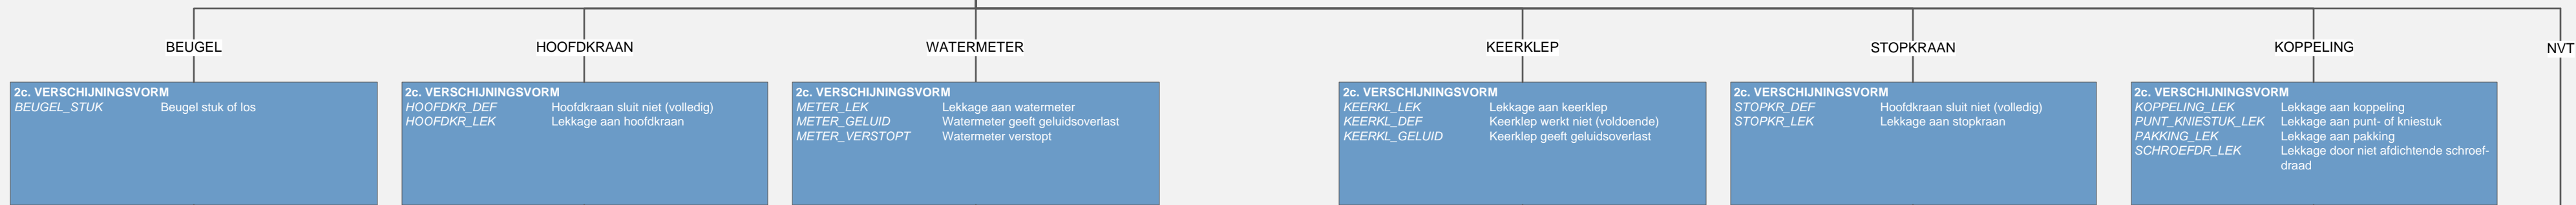 BEUGEL
HOOFDKRAAN
WATERMETER
KEERKLEP
STOPKRAAN
KOPPELING
NVT
2c. VERSCHIJNINGSVORM
BEUGEL_STUK Beugel stuk of los
2c. VERSCHIJNINGSVORM
HOOFDKR_DEF Hoofdkraan sluit niet (volledig)
HOOFDKR_LEK Lekkage aan hoofdkraan
2c. VERSCHIJNINGSVORM
METER_LEK Lekkage aan watermeter
METER_GELUID Watermeter geeft geluidsoverlast
METER_VERSTOPT Watermeter verstopt
2c. VERSCHIJNINGSVORM
KEERKL_LEK Lekkage aan keerklep
KEERKL_DEF Keerklep werkt niet (voldoende)
KEERKL_GELUID Keerklep geeft geluidsoverlast
2c. VERSCHIJNINGSVORM
STOPKR_DEF Hoofdkraan sluit niet (volledig)
STOPKR_LEK Lekkage aan stopkraan
2c. VERSCHIJNINGSVORM
KOPPELING_LEK Lekkage aan koppeling
PUNT_KNIESTUK_LEK Lekkage aan punt- of kniestuk
PAKKING_LEK Lekkage aan pakking
SCHROEFDR_LEK Lekkage door niet afdichtende schroef-
draad